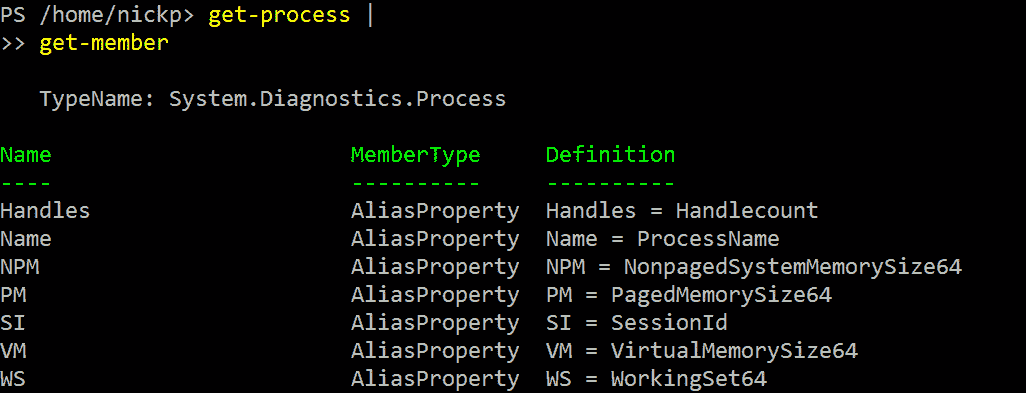 PS /home/nickp> get-process |
>> get-member
TypeName: System.Diagnostics.Process
Name MemberType Definition
---- ---------- ----------
Handles AliasProperty Handles = Handlecount
Name AliasProperty Name = ProcessName
NPM AliasProperty NPM = NonpagedSystemMemorySize64
PM AliasProperty PM = PagedMemorySize64
SI AliasProperty SI = SessionId
VM AliasProperty VM = VirtualMemorySize64
WS AliasProperty WS = WorkingSet64